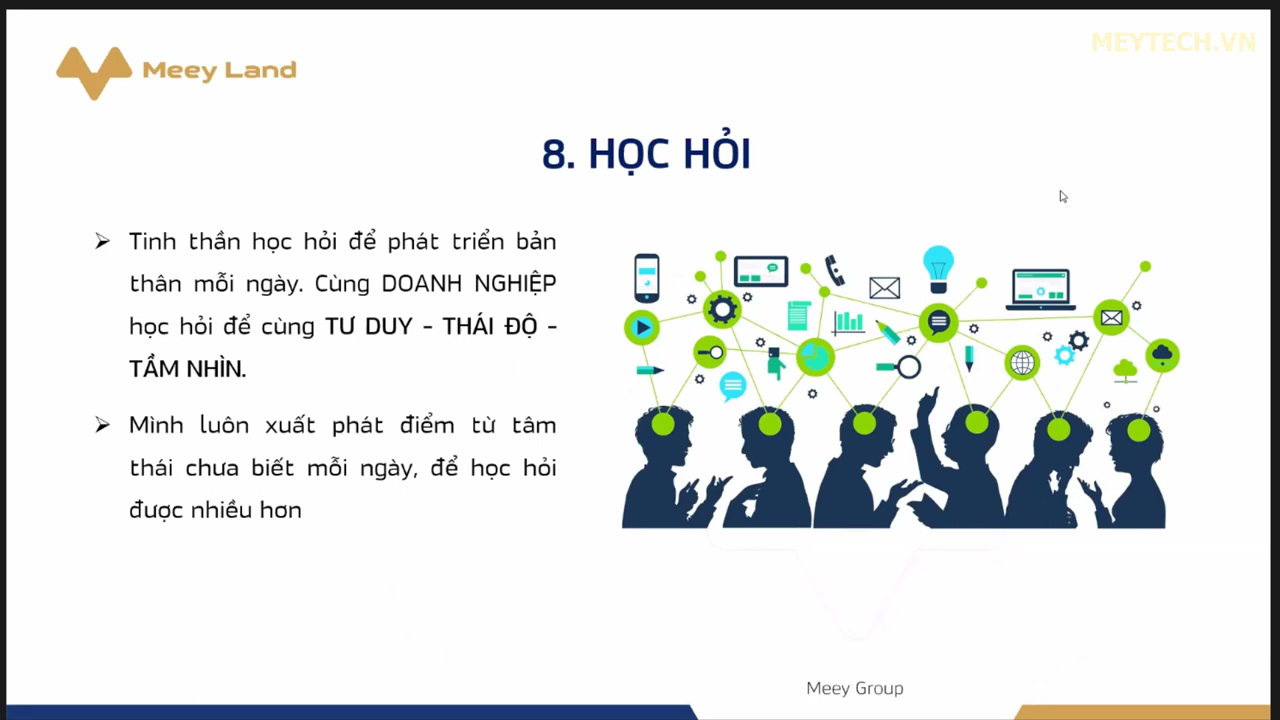 MEYTECH.VN
Meey Land
8. HỌC HỎI
Tinh thần học hỏi để phát triển bản
thân mỗi ngày. Cùng DOANH NGHIỆP
học hỏi để cùng TƯ DUY - THÁI ĐỘ -
TẦM NHÌN.
Mình luôn xuất phát điểm từ tâm
thái chưa biết mỗi ngày, để học hỏi
được nhiều hơn
Meey Group